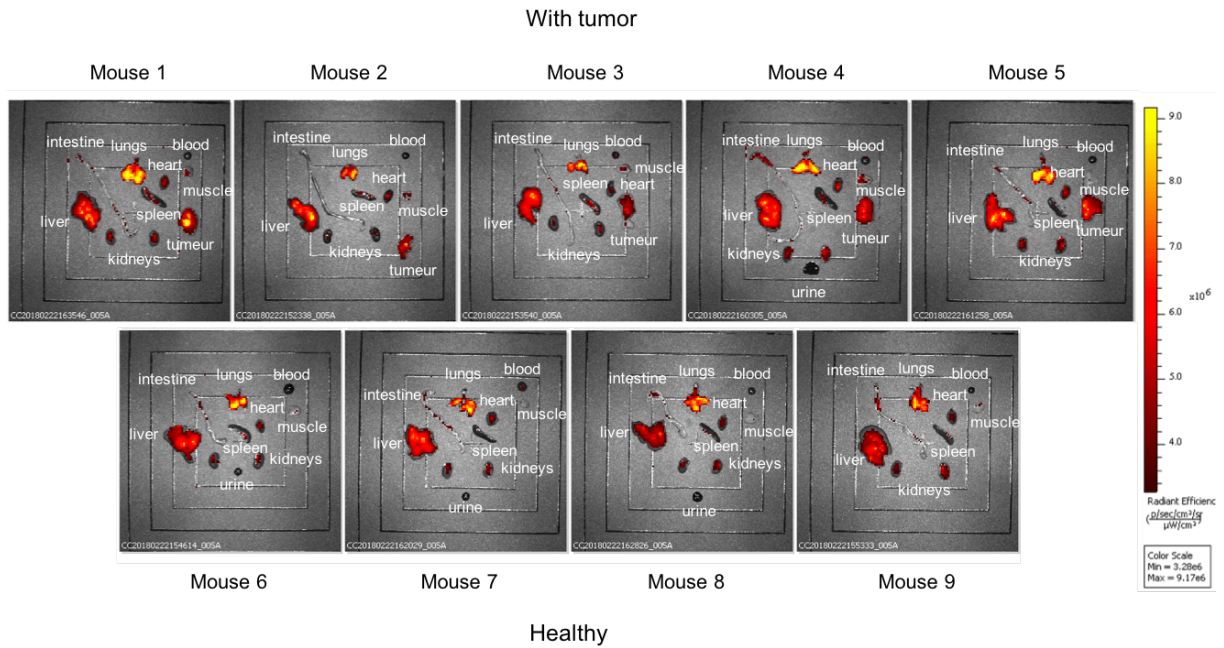 With tumor
Mouse 1
Mouse 2
Mouse 3
Mouse 4
Mouse 5
intestine
lungs
blood
heart
muscle
spleen
liver
tumeur
kidneys
CC20180222163546_005A
intestine
blood
lungs
heart
muscle
spleen
liver
kidneys
tumeur
CC20180222152338_005A
intestine
lungs
blood
muscle
spleen
heart
liver
tumeur
kidneys
CC20180222153540_005A
intestine
lungs
blood
heart
muscle
spleen
liver
tumeur
kidneys
urine
CC20180222160305_005A
intestine
lungs
blood
heart
muscle
spleen
liver
tumeur
kidneys
CC20180222161258_005A
9.0
8.0
7.0
x10⁶
6.0
5.0
4.0
Radiant Efficienc
(p/sec/cm²/sr
µW/cm²)
Color Scale
Min = 3.28e6
Max = 9.17e6
intestine
lungs
blood
heart
muscle
liver
spleen
kidneys
urine
CC20180222154614_005A
intestine
lungs
blood
heart
muscle
liver
spleen
kidneys
urine
CC20180222162029_005A
intestine
lungs
blood
heart
muscle
liver
spleen
kidneys
urine
CC20180222162826_005A
intestine
lungs
blood
heart
muscle
liver
spleen
kidneys
CC20180222155333_005A
Mouse 6
Mouse 7
Mouse 8
Mouse 9
Healthy